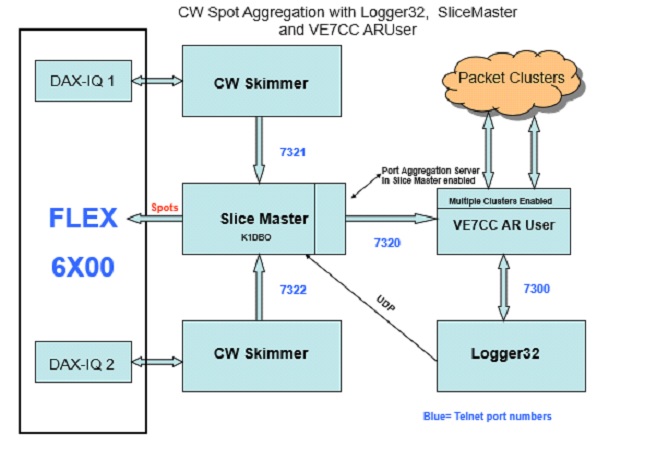 CW Spot Aggregation with Logger32, SliceMaster
and VE7CC ARUser
DAX-IQ 1
CW Skimmer
Packet Clusters
7321
Port Aggregation Server
in Slice Master enabled
Multiple Clusters Enabled
FLEX
6X00
Spots
Slice Master
K1DBO
7320
VE7CC AR User
7322
UDP
7300
DAX-IQ 2
CW Skimmer
Logger32
Blue= Telnet port numbers